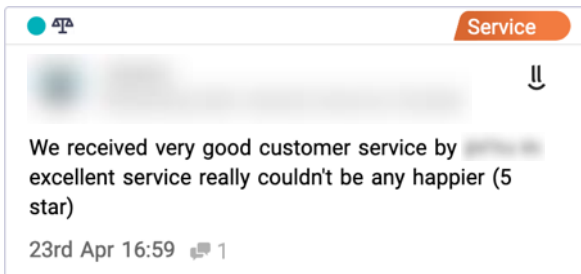 Service
We received very good customer service by
excellent service really couldn't be any happier (5
star)
23rd Apr 16:59 1